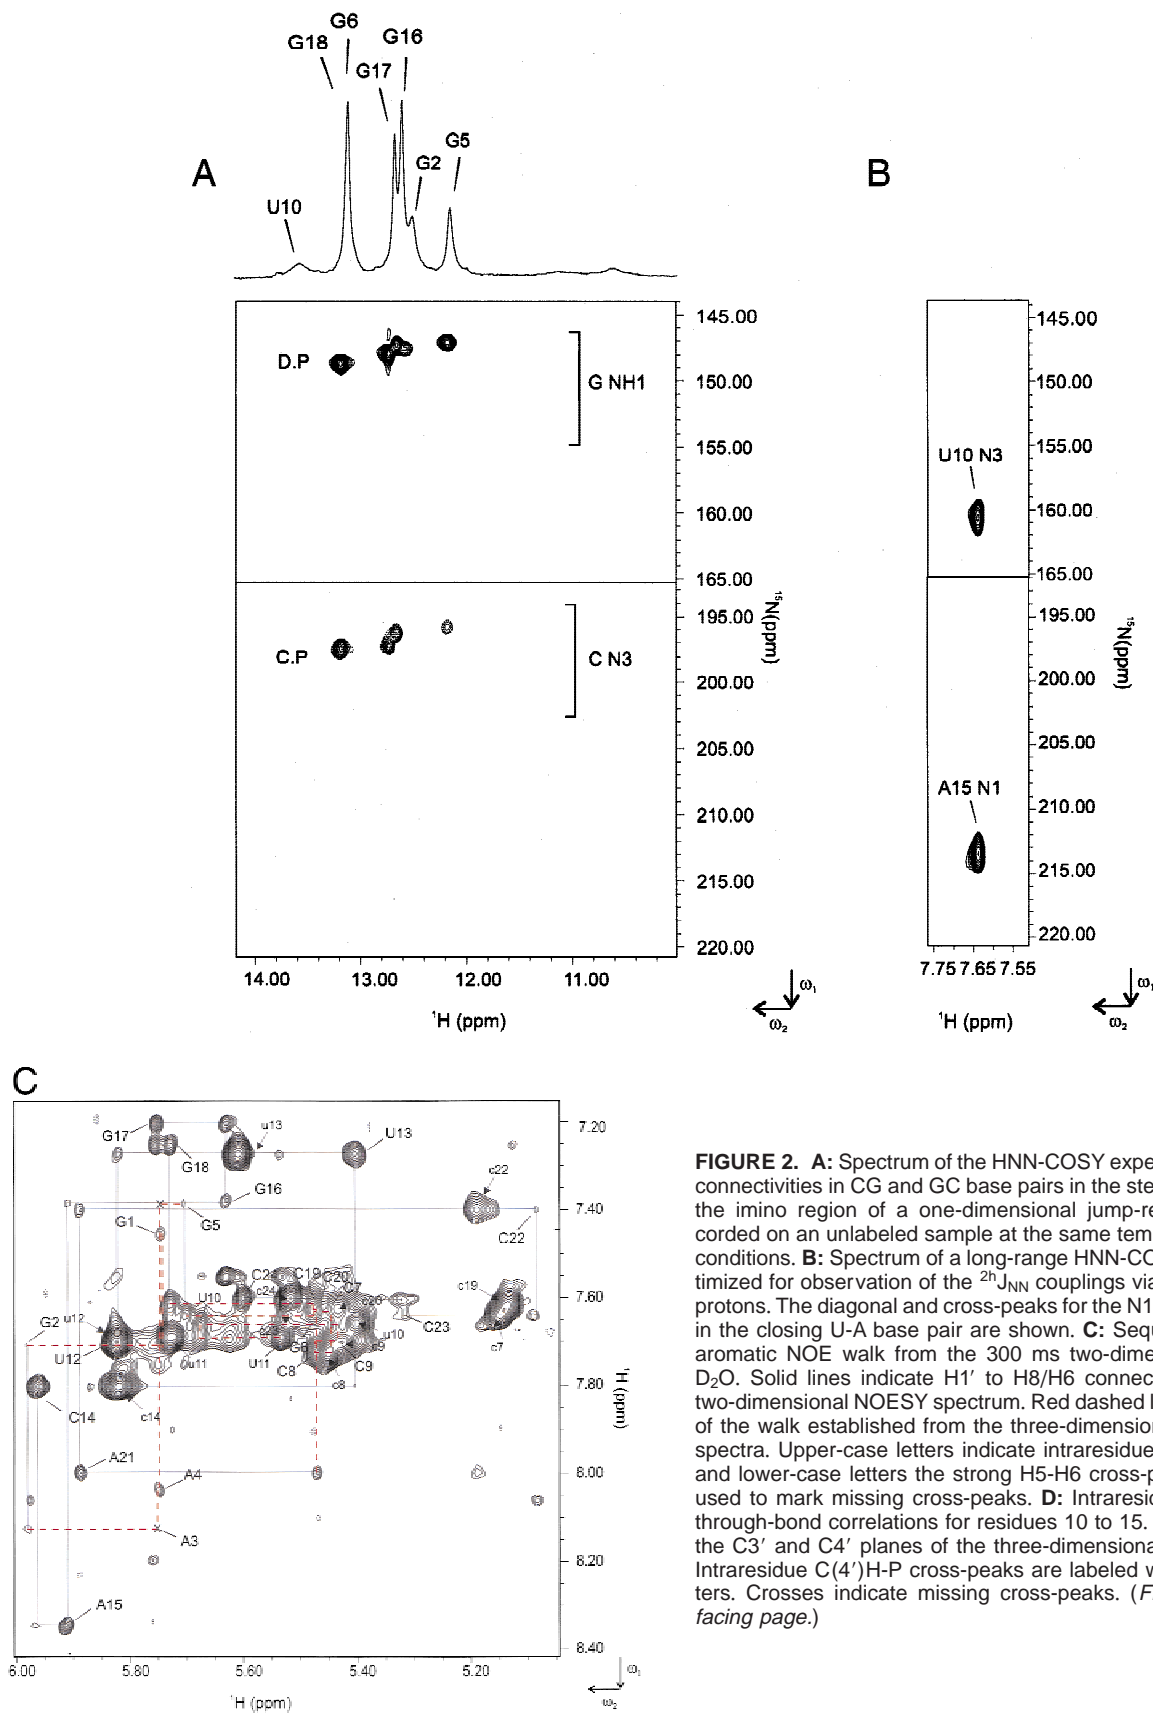 G6
G18
G16
G17
G5
A
B
G2
U10
145.00
D.P
150.00
G NH1
155.00
160.00
165.00
195.00
C.P
C N3
200.00
205.00
210.00
215.00
220.00
15N(ppm)
14.00 13.00 12.00 11.00
1H (ppm)
ω1
ω2
145.00
150.00
155.00
U10 N3
160.00
165.00
195.00
200.00
205.00
A15 N1
210.00
215.00
220.00
15N(ppm)
7.75 7.65 7.55
1H (ppm)
ω1
ω2
C
7.20
G17
u13
U13
G18
c22
G16
7.40
G1
G5
C22
C19
C20
C7
c19
c24
U10
7.60
G2
u12
C23
u10
U12
u11
U11
G6
C9
c7
C8
c8
7.80
C14
c14
A21
A4
8.00
A3
8.20
A15
8.40
6.00 5.80 5.60 5.40 5.20
1H (ppm)
1H (ppm)
ω1
ω2
FIGURE 2. A: Spectrum of the HNN-COSY expe
connectivities in CG and GC base pairs in the ste
the imino region of a one-dimensional jump-re
corded on an unlabeled sample at the same tem
conditions. B: Spectrum of a long-range HNN-CO
timized for observation of the 2hJNN couplings via
protons. The diagonal and cross-peaks for the N1
in the closing U-A base pair are shown. C: Sequ
aromatic NOE walk from the 300 ms two-dime
D2O. Solid lines indicate H1′ to H8/H6 connec
two-dimensional NOESY spectrum. Red dashed l
of the walk established from the three-dimension
spectra. Upper-case letters indicate intraresidue
and lower-case letters the strong H5-H6 cross-p
used to mark missing cross-peaks. D: Intraresid
through-bond correlations for residues 10 to 15.
the C3′ and C4′ planes of the three-dimensiona
Intraresidue C(4′)H-P cross-peaks are labeled w
ters. Crosses indicate missing cross-peaks. (F
facing page.)